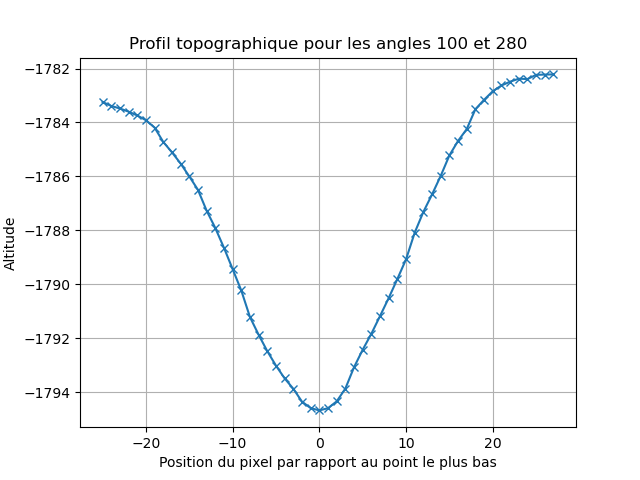 Profil topographique pour les angles 100 et 280
−1782
−1784
−1786
−1788
−1790
−1792
−1794
Altitude
−20 −10 0 10 20
Position du pixel par rapport au point le plus bas